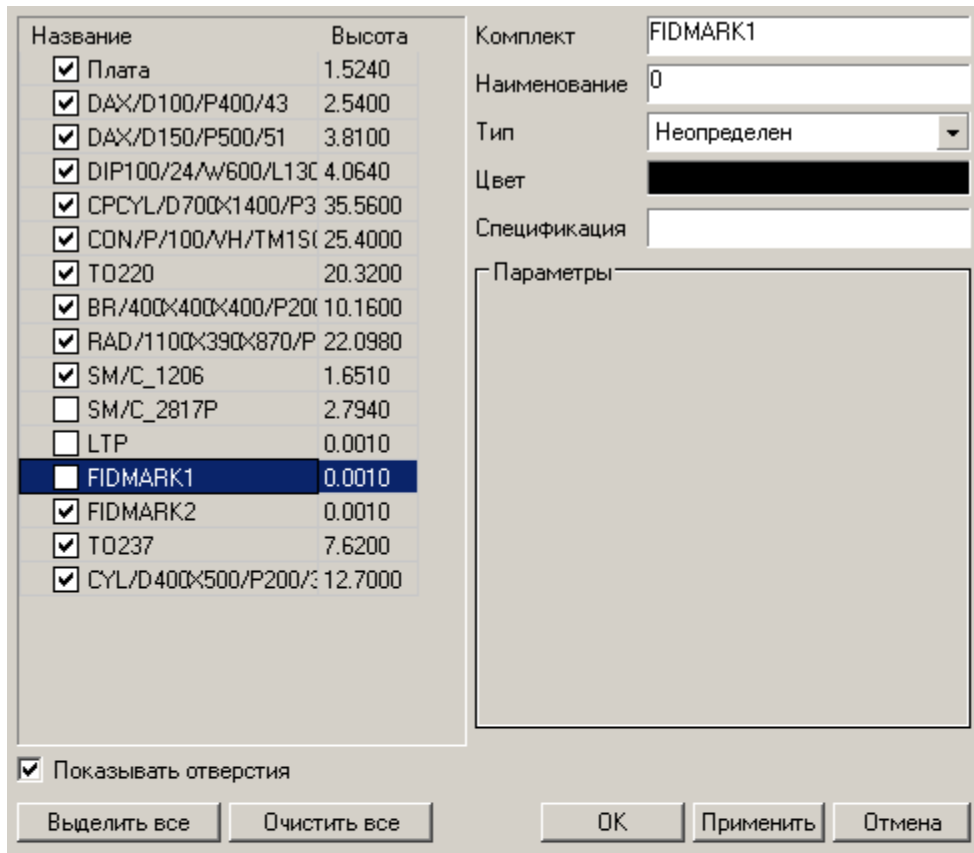 Название Высота
Плата 1.5240
DAX/D100/P400/43 2.5400
DAX/D150/P500/51 3.8100
DIP100/24/W600/L130 4.0640
CPCYL/D700X1400/P3 35.5600
CON/P/100/VH/TM1S( 25.4000
TO220 20.3200
BR/400X400X400/P20( 10.1600
RAD/1100X390X870/P 22.0980
SM/C_1206 1.6510
SM/C_2817P 2.7940
LTP 0.0010
FIDMARK1 0.0010
FIDMARK2 0.0010
TO237 7.6200
CYL/D400X500/P200/3 12.7000
Показывать отверстия
Выделить все Очистить все
Комплект FIDMARK1
Наименование 0
Тип Неопределен
Цвет
Спецификация
Параметры
OK Применить Отмена